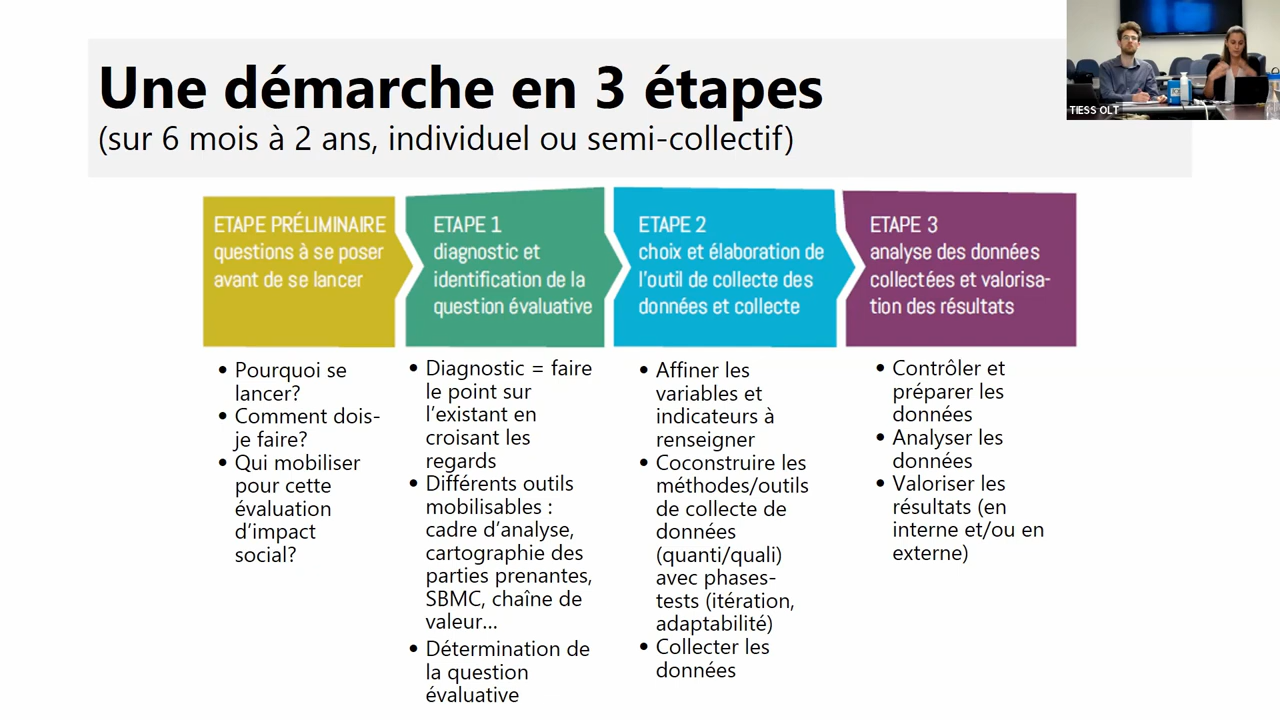 Une démarche en 3 étapes
(sur 6 mois à 2 ans, individuel ou semi-collectif)
TIESS OLT
ETAPE PRÉLIMINAIRE
questions à se poser
avant de se lancer
ETAPE 1
diagnostic et
identification de la
question évaluative
ETAPE 2
choix et élaboration de
l'outil de collecte des
données et collecte
ETAPE 3
analyse des données
collectées et valorisa-
tion des résultats
• Pourquoi se
lancer?
• Comment dois-
je faire?
• Qui mobiliser
pour cette
évaluation
d'impact
social?
• Diagnostic = faire
le point sur
l'existant en
croisant les
regards
• Différents outils
mobilisables :
cadre d'analyse,
cartographie des
parties prenantes,
SBMC, chaîne de
valeur...
• Détermination de
la question
évaluative
• Affiner les
variables et
indicateurs à
renseigner
• Coconstruire les
méthodes/outils
de collecte de
données
(quanti/quali)
avec phases-
tests (itération,
adaptabilité)
• Collecter les
données
• Contrôler et
préparer les
données
• Analyser les
données
• Valoriser les
résultats (en
interne et/ou en
externe)